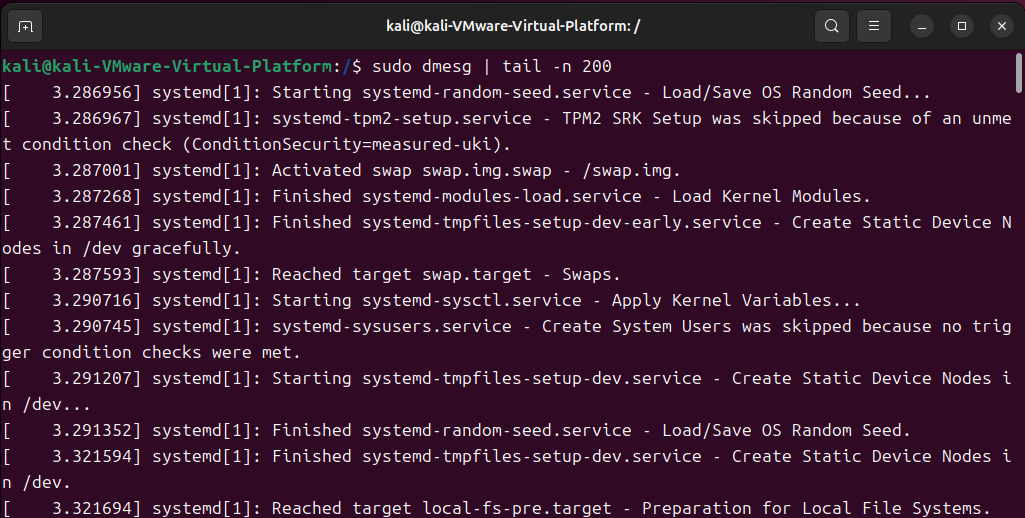 kali@kali-VMware-Virtual-Platform: /
kali@kali-VMware-Virtual-Platform:/$ sudo dmesg | tail -n 200
[    3.286956] systemd[1]: Starting systemd-random-seed.service - Load/Save OS Random Seed...
[    3.286967] systemd[1]: systemd-tpm2-setup.service - TPM2 SRK Setup was skipped because of an unme
t condition check (ConditionSecurity=measured-uki).
[    3.287001] systemd[1]: Activated swap swap.img.swap - /swap.img.
[    3.287268] systemd[1]: Finished systemd-modules-load.service - Load Kernel Modules.
[    3.287461] systemd[1]: Finished systemd-tmpfiles-setup-dev-early.service - Create Static Device N
odes in /dev gracefully.
[    3.287593] systemd[1]: Reached target swap.target - Swaps.
[    3.290716] systemd[1]: Starting systemd-sysctl.service - Apply Kernel Variables...
[    3.290745] systemd[1]: systemd-sysusers.service - Create System Users was skipped because no trig
ger condition checks were met.
[    3.291207] systemd[1]: Starting systemd-tmpfiles-setup-dev.service - Create Static Device Nodes i
n /dev...
[    3.291352] systemd[1]: Finished systemd-random-seed.service - Load/Save OS Random Seed.
[    3.321594] systemd[1]: Finished systemd-tmpfiles-setup-dev.service - Create Static Device Nodes i
n /dev.
[    3.321694] systemd[1]: Reached target local-fs-pre.target - Preparation for Local File Systems.